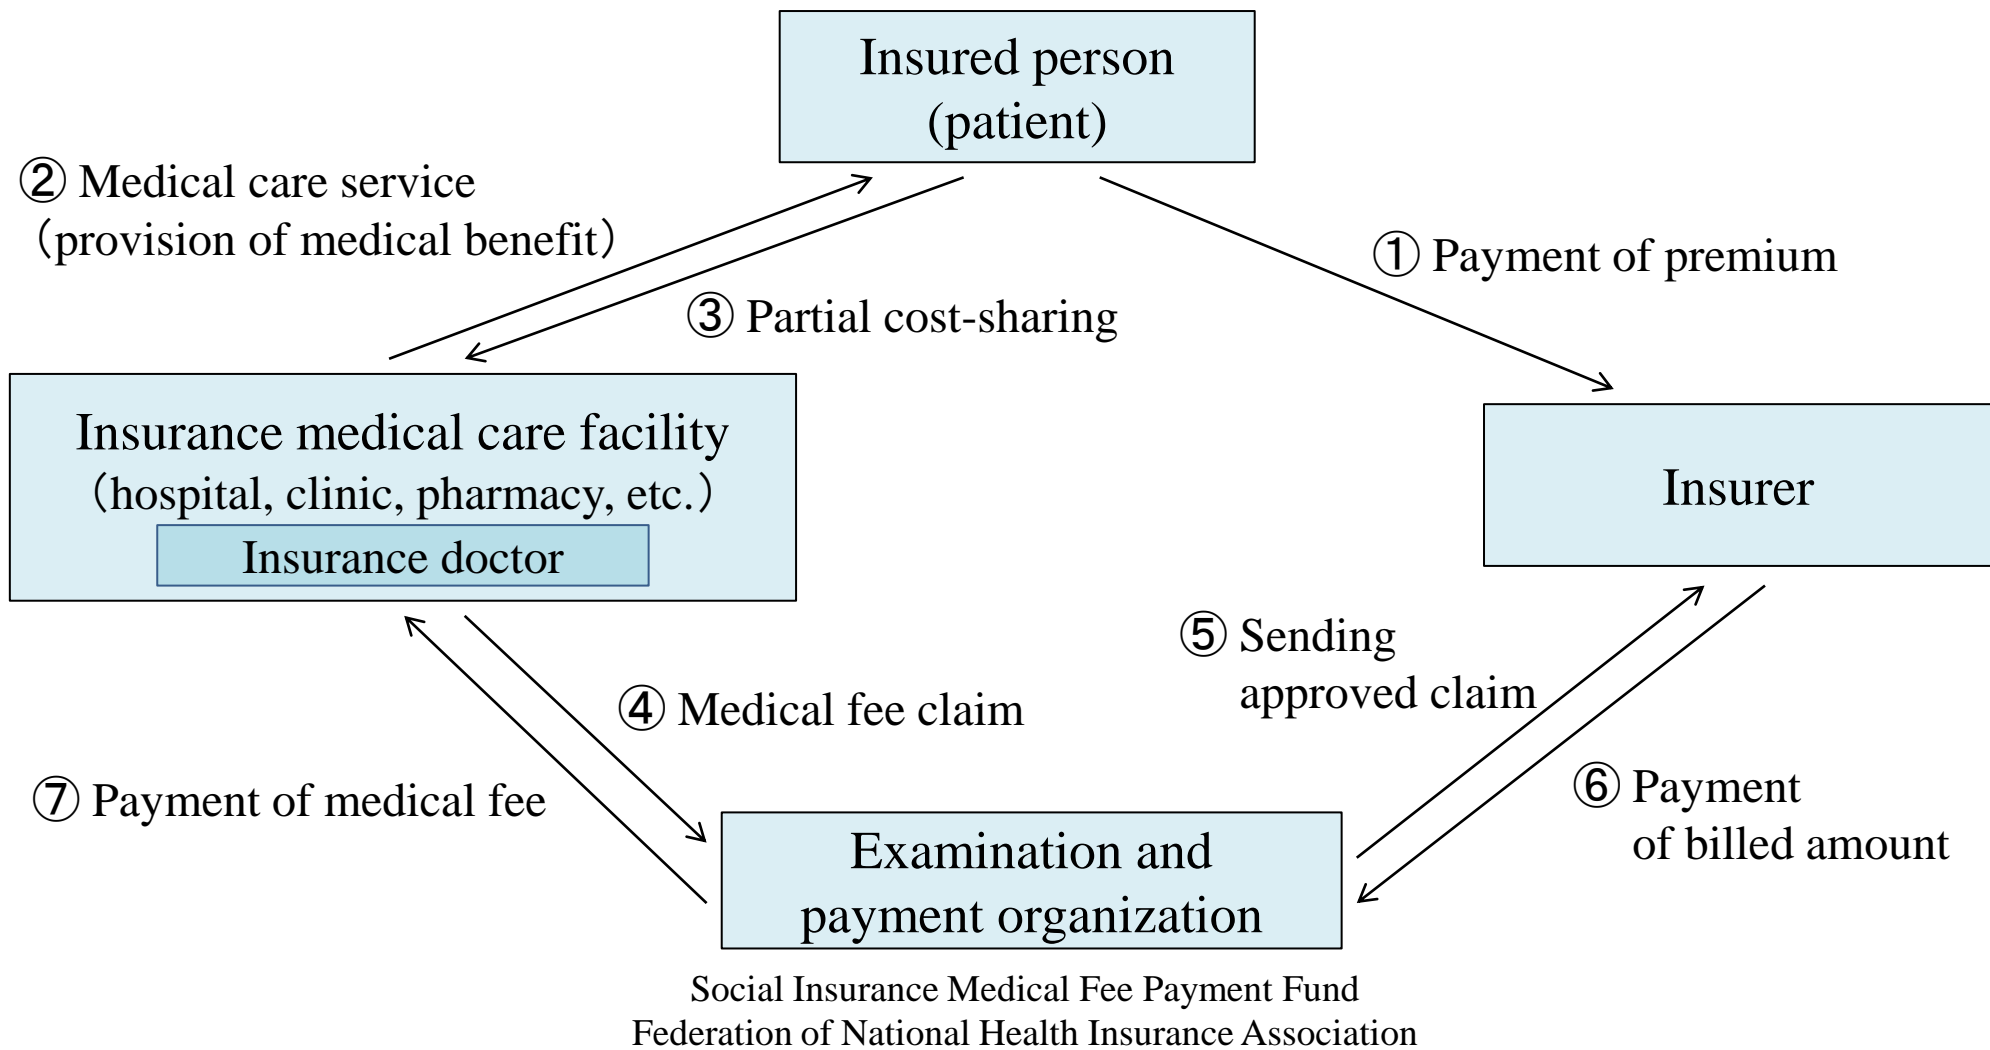 Insured person
(patient)
② Medical care service
（provision of medical benefit）
① Payment of premium
③ Partial cost-sharing
Insurance medical care facility
（hospital, clinic, pharmacy, etc.）
Insurance doctor
Insurer
⑤ Sending
approved claim
④ Medical fee claim
⑦ Payment of medical fee
⑥ Payment
of billed amount
Examination and
payment organization
Social Insurance Medical Fee Payment Fund
Federation of National Health Insurance Association